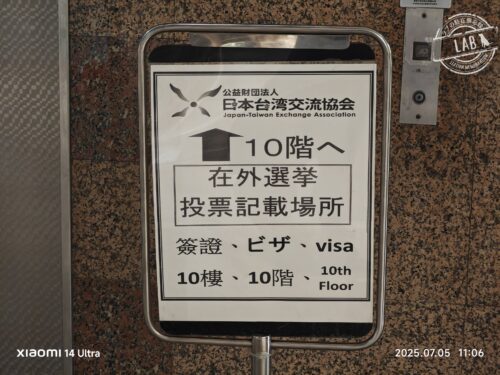 公益財団法人
日本台湾交流協会
Japan-Taiwan Exchange Association
10階へ
在外選挙
投票記載場所
簽證、ビザ、visa
10樓、10階、10th Floor
LAB
XIAOMI 14 Ultra
2025.07.05 11:06